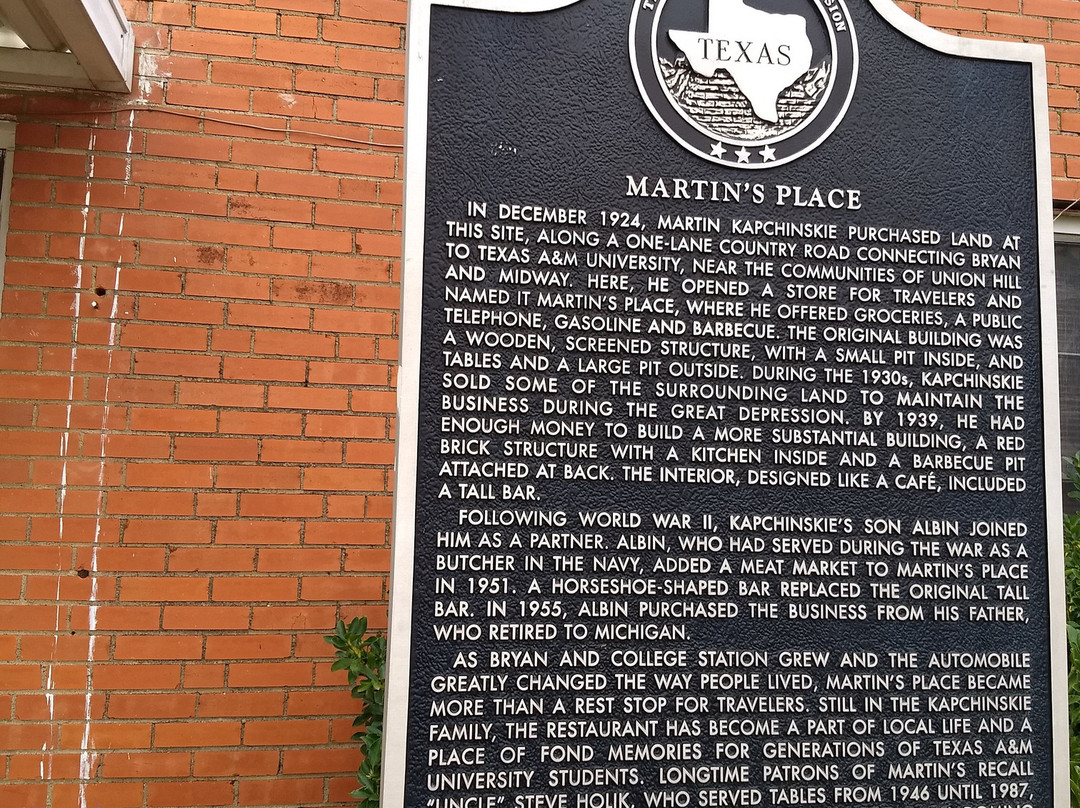 T
SION
TEXAS
MARTIN'S PLACE
IN DECEMBER 1924, MARTIN KAPCHINSKIE PURCHASED LAND AT
THIS SITE, ALONG A ONE-LANE COUNTRY ROAD CONNECTING BRYAN
TO TEXAS A&M UNIVERSITY, NEAR THE COMMUNITIES OF UNION HILL
AND MIDWAY. HERE, HE OPENED A STORE FOR TRAVELERS AND
NAMED IT MARTIN'S PLACE, WHERE HE OFFERED GROCERIES, A PUBLIC
TELEPHONE, GASOLINE AND BARBECUE. THE ORIGINAL BUILDING WAS
A WOODEN, SCREENED STRUCTURE, WITH A SMALL PIT INSIDE, AND
TABLES AND A LARGE PIT OUTSIDE. DURING THE 1930s, KAPCHINSKIE
SOLD SOME OF THE SURROUNDING LAND TO MAINTAIN THE
BUSINESS DURING THE GREAT DEPRESSION. BY 1939, HE HAD
ENOUGH MONEY TO BUILD A MORE SUBSTANTIAL BUILDING, A RED
BRICK STRUCTURE WITH A KITCHEN INSIDE AND A BARBECUE PIT
ATTACHED AT BACK. THE INTERIOR, DESIGNED LIKE A CAFÉ, INCLUDED
A TALL BAR.
FOLLOWING WORLD WAR II, KAPCHINSKIE'S SON ALBIN JOINED
HIM AS A PARTNER. ALBIN, WHO HAD SERVED DURING THE WAR AS A
BUTCHER IN THE NAVY, ADDED A MEAT MARKET TO MARTIN'S PLACE
IN 1951. A HORSESHOE-SHAPED BAR REPLACED THE ORIGINAL TALL
BAR. IN 1955, ALBIN PURCHASED THE BUSINESS FROM HIS FATHER,
WHO RETIRED TO MICHIGAN.
AS BRYAN AND COLLEGE STATION GREW AND THE AUTOMOBILE
GREATLY CHANGED THE WAY PEOPLE LIVED, MARTIN'S PLACE BECAME
MORE THAN A REST STOP FOR TRAVELERS. STILL IN THE KAPCHINSKIE
FAMILY, THE RESTAURANT HAS BECOME A PART OF LOCAL LIFE AND A
PLACE OF FOND MEMORIES FOR GENERATIONS OF TEXAS A&M
UNIVERSITY STUDENTS. LONGTIME PATRONS OF MARTIN'S RECALL
"UNCLE" STEVE HOLIK, WHO SERVED TABLES FROM 1946 UNTIL 1987,